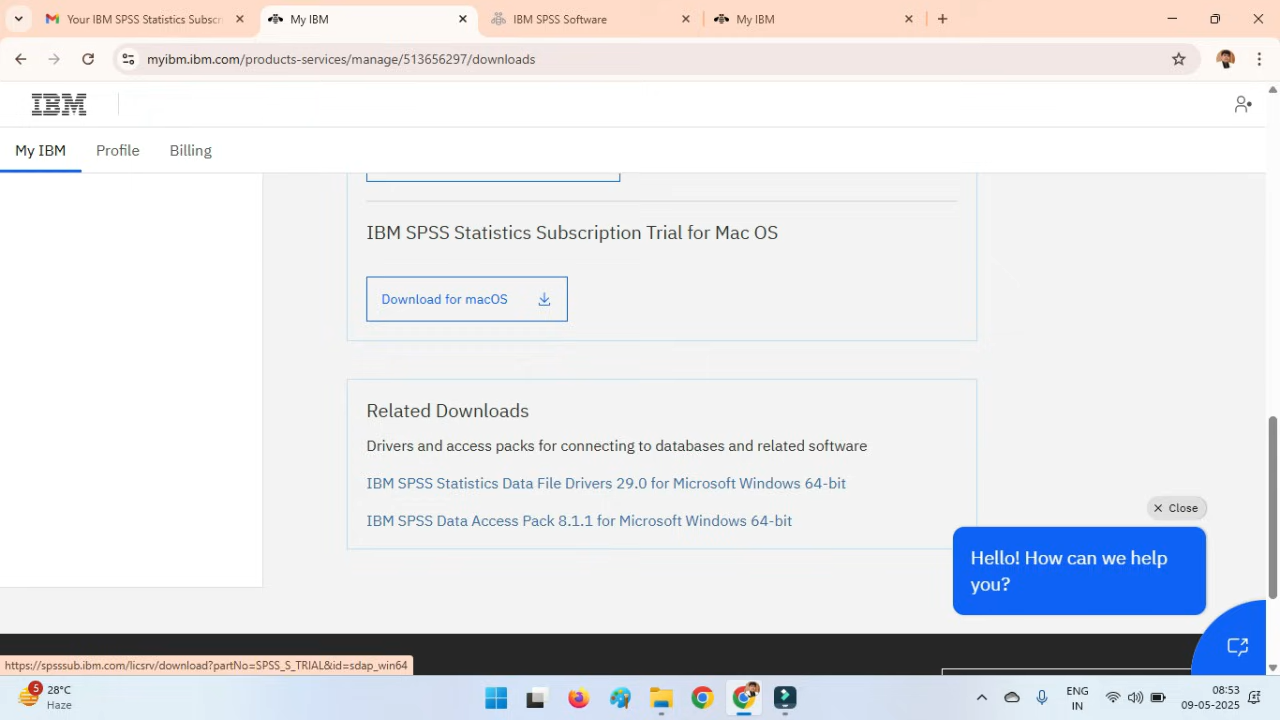 Your IBM SPSS Statistics Subscr
My IBM
IBM SPSS Software
My IBM
myibm.ibm.com/products-services/manage/513656297/downloads
IBM
My IBM
Profile
Billing
IBM SPSS Statistics Subscription Trial for Mac OS
Download for macOS
Related Downloads
Drivers and access packs for connecting to databases and related software
IBM SPSS Statistics Data File Drivers 29.0 for Microsoft Windows 64-bit
IBM SPSS Data Access Pack 8.1.1 for Microsoft Windows 64-bit
Close
Hello! How can we help
you?
https://spsssub.ibm.com/licsrv/download?partNo=SPSS_S_TRIAL&id=sdap_win64
5
28°C
Haze
ENG
IN
08:53
09-05-2025